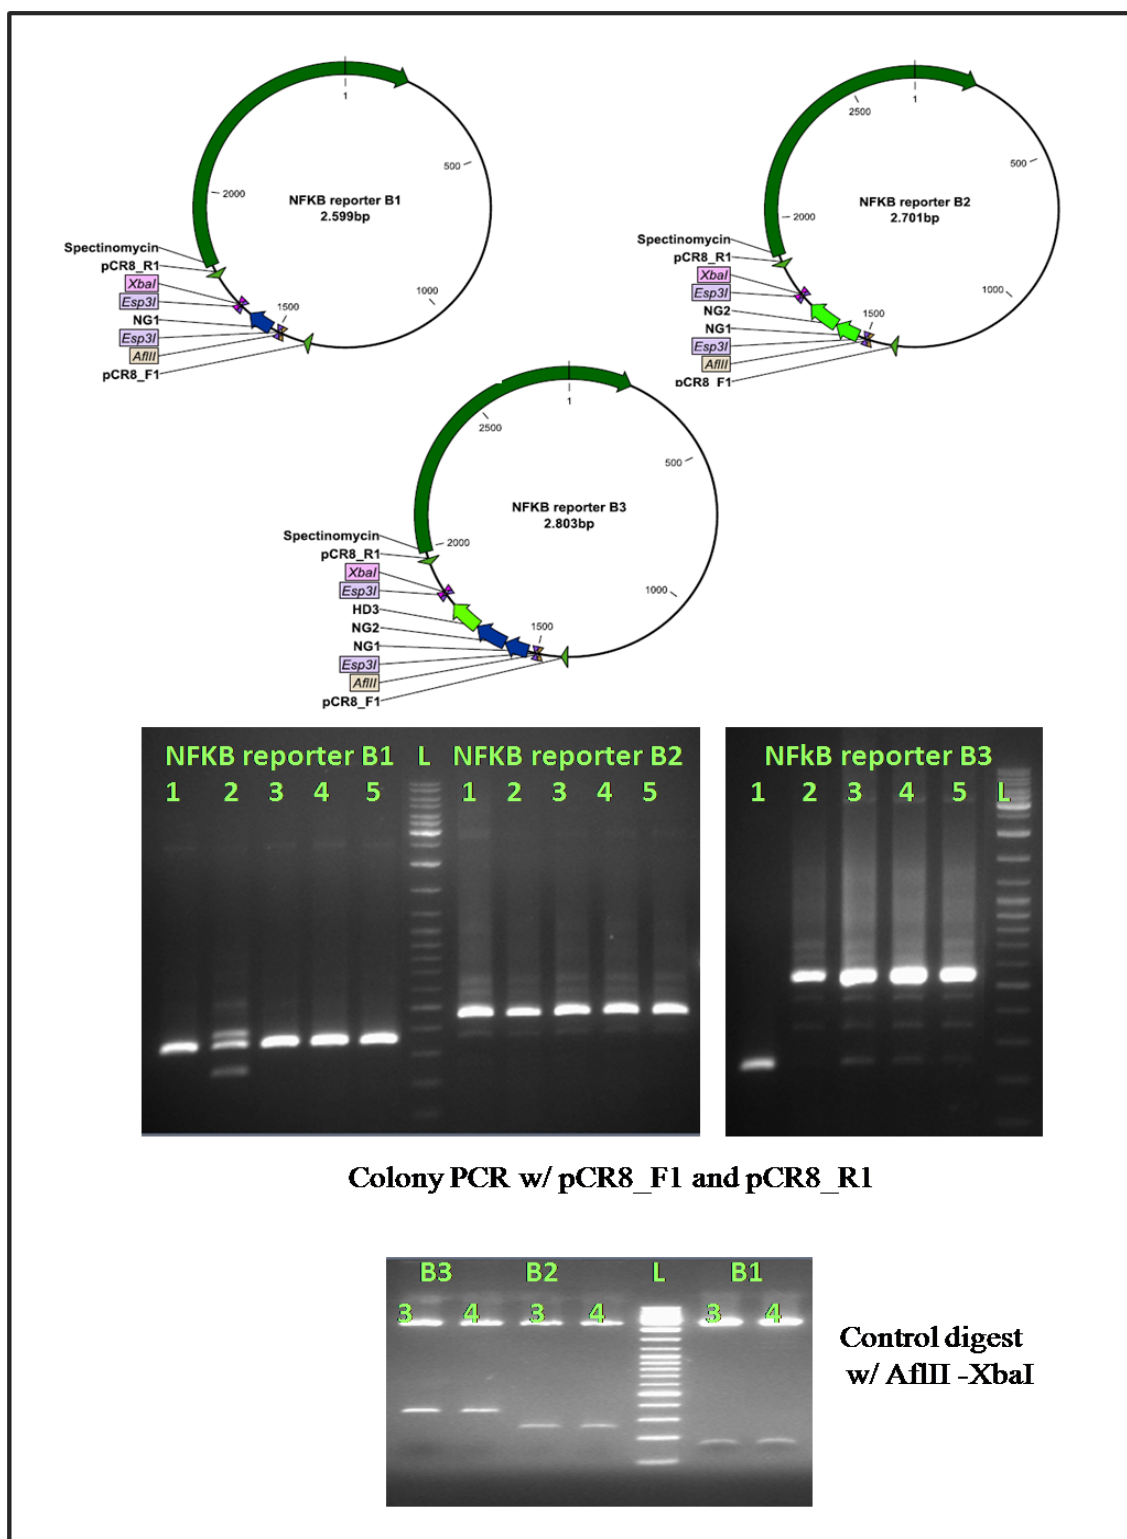 1
500
1000
1500
2000
NFKB reporter B1
2.599bp
Spectinomycin
pCR8_R1
XbaI
Esp3I
NG1
Esp3I
AflII
pCR8_F1
1
500
1000
1500
2000
2500
NFKB reporter B2
2.701bp
Spectinomycin
pCR8_R1
XbaI
Esp3I
NG2
NG1
Esp3I
AflII
pCR8_F1
1
500
1000
1500
2000
2500
NFKB reporter B3
2.803bp
Spectinomycin
pCR8_R1
XbaI
Esp3I
HD3
NG2
NG1
Esp3I
AflII
pCR8_F1
NFKB reporter B1 L NFKB reporter B2
1 2 3 4 5 1 2 3 4 5
NFkB reporter B3
1 2 3 4 5 L
Colony PCR w/ pCR8_F1 and pCR8_R1
B3 B2 L B1
3 4 3 4 3 4
Control digest
w/ AflII -XbaI